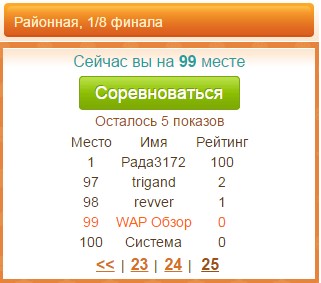 Районная, 1/8 финала
Сейчас вы на 99 месте
Соревноваться
Осталось 5 показов
Место Имя Рейтинг
1 Рада3172 100
97 trigand 2
98 revver 1
99 WAP Обзор 0
100 Система 0
<< | 23 | 24 | 25